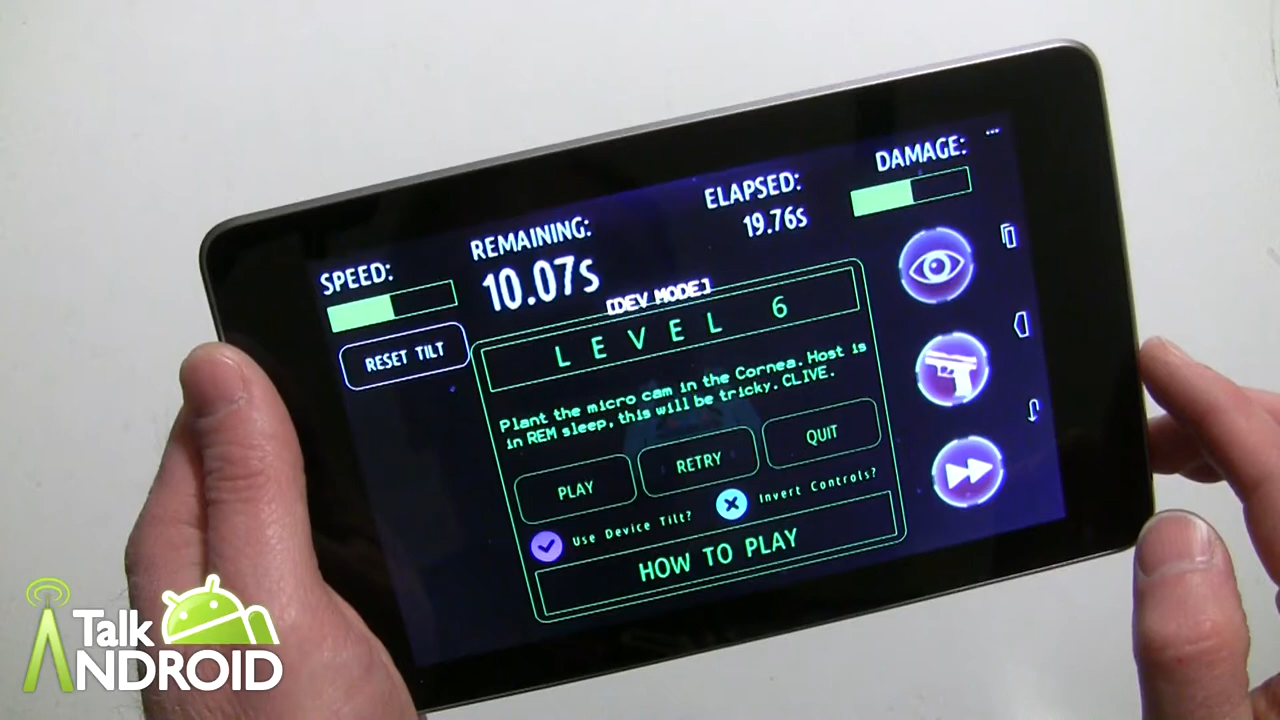 DAMAGE:
ELAPSED:
19.76s
REMAINING:
10.07s
SPEED:
RESET TILT
[DEV MODE]
LEVEL 6
Plant the micro cam in the Cornea. Host is
in REM sleep, this will be tricky. CLIVE.
PLAY
RETRY
QUIT
Use Device Tilt?
Invert Controls?
HOW TO PLAY
Talk
ANDROID